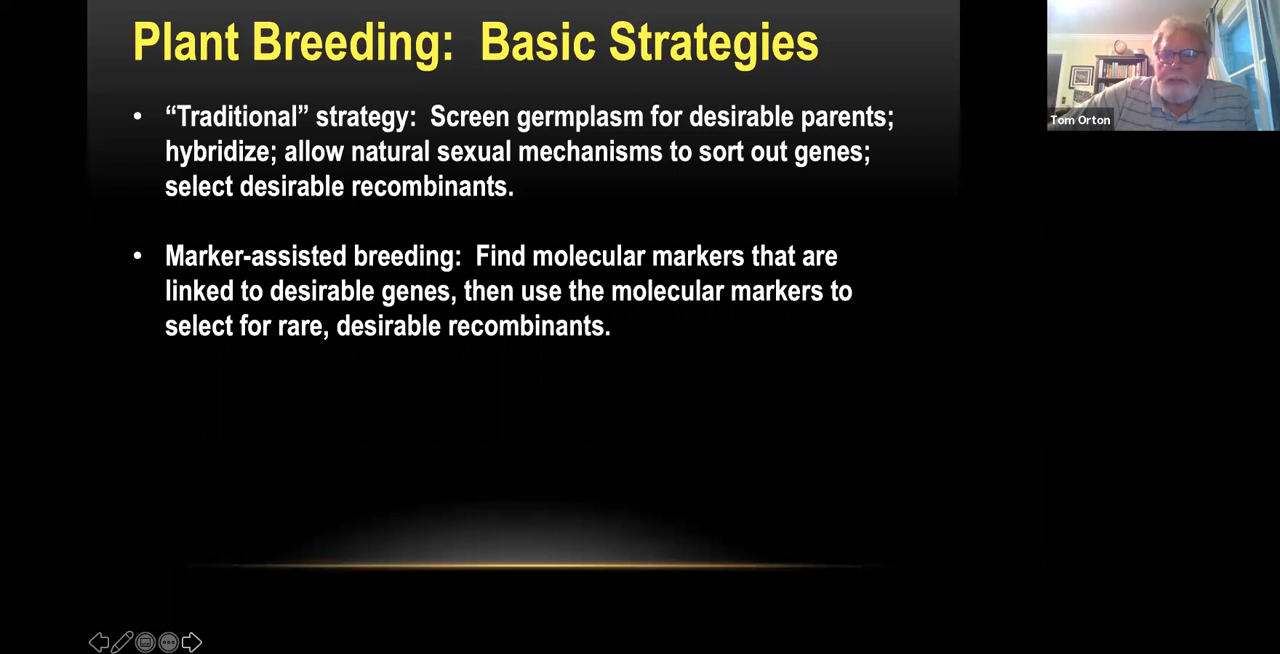 Plant Breeding: Basic Strategies
• “Traditional” strategy: Screen germplasm for desirable parents;
hybridize; allow natural sexual mechanisms to sort out genes;
select desirable recombinants.
• Marker-assisted breeding: Find molecular markers that are
linked to desirable genes, then use the molecular markers to
select for rare, desirable recombinants.
Tom Orton